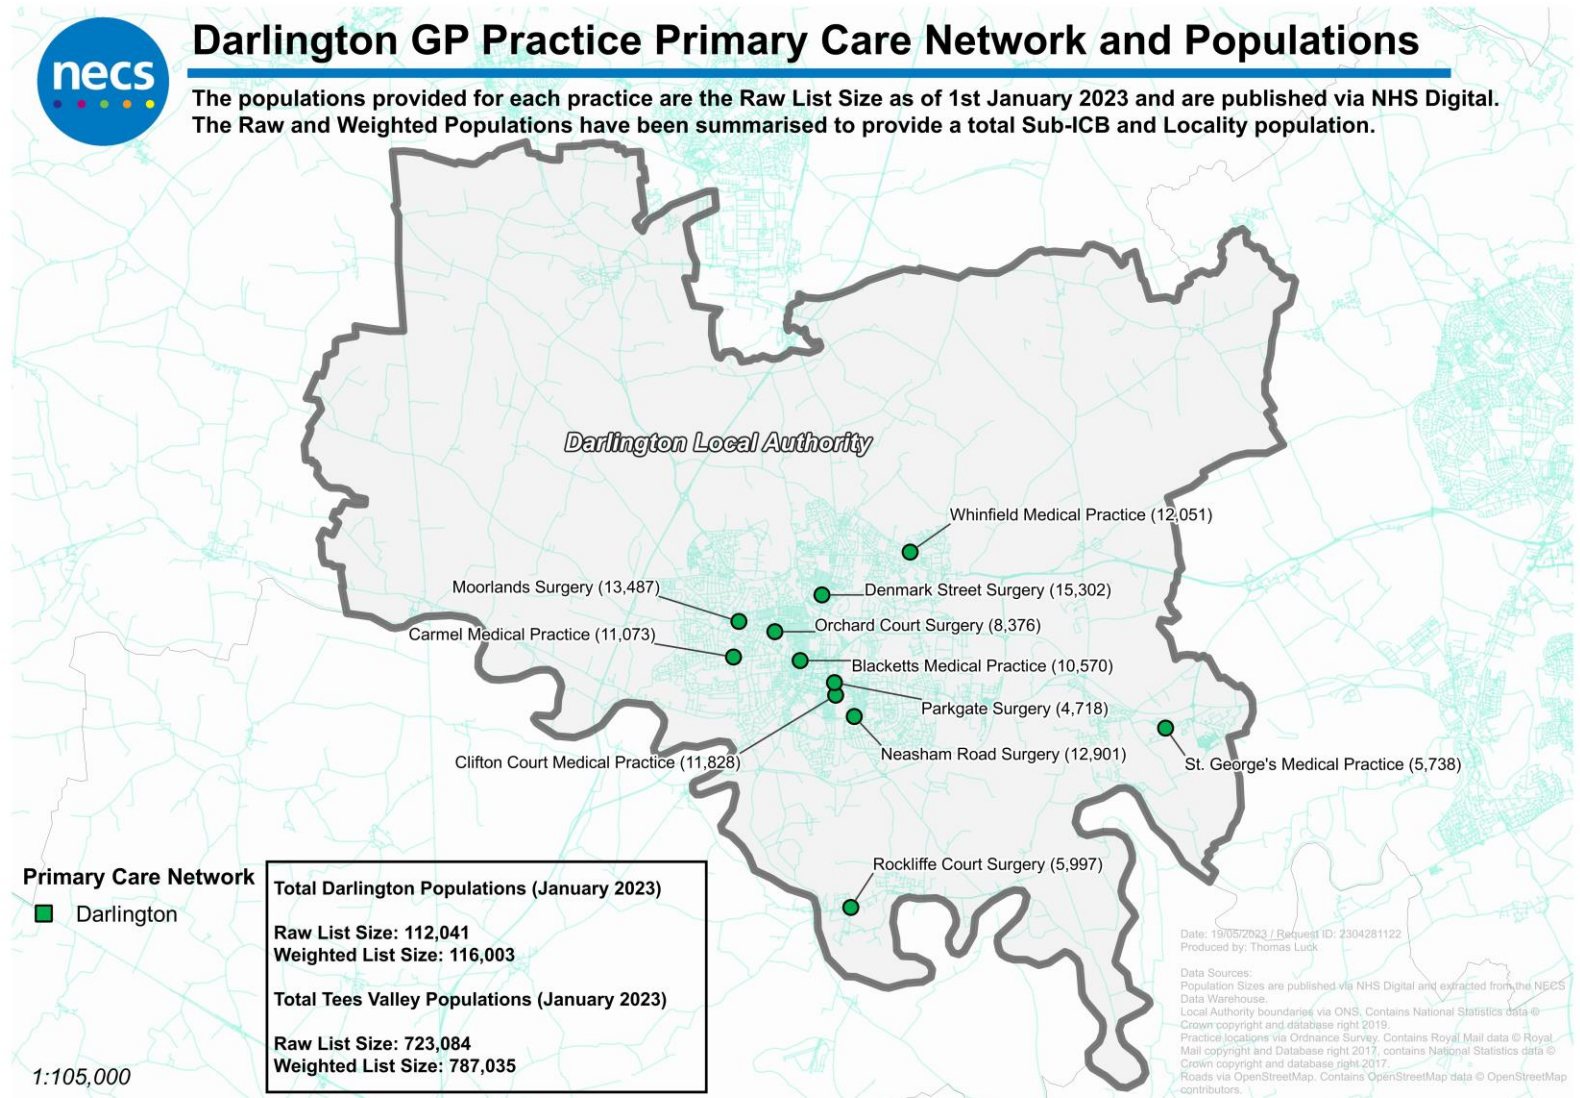 necs
Darlington GP Practice Primary Care Network and Populations
The populations provided for each practice are the Raw List Size as of 1st January 2023 and are published via NHS Digital.
The Raw and Weighted Populations have been summarised to provide a total Sub-ICB and Locality population.
Darlington Local Authority
Whinfield Medical Practice (12,051)
Moorlands Surgery (13,487)
Denmark Street Surgery (15,302)
Orchard Court Surgery (8,376)
Carmel Medical Practice (11,073)
Blacketts Medical Practice (10,570)
Parkgate Surgery (4,718)
Neasham Road Surgery (12,901)
Clifton Court Medical Practice (11,828)
St. George's Medical Practice (5,738)
Rockliffe Court Surgery (5,997)
Primary Care Network
Darlington
Total Darlington Populations (January 2023)
Raw List Size: 112,041
Weighted List Size: 116,003
Total Tees Valley Populations (January 2023)
Raw List Size: 723,084
Weighted List Size: 787,035
1:105,000
Date: 19/05/2023 / Request ID: 2304281122
Produced by: Thomas Luck
Data Sources:
Population Sizes are published via NHS Digital and extracted from the NECS
Data Warehouse.
Local Authority boundaries via ONS. Contains National Statistics data ©
Crown copyright and database right 2019.
Practice locations via Ordnance Survey. Contains Royal Mail data © Royal
Mail copyright and Database right 2017, contains National Statistics data ©
Crown copyright and database right 2017.
Roads via OpenStreetMap. Contains OpenStreetMap data © OpenStreetMap
contributors.